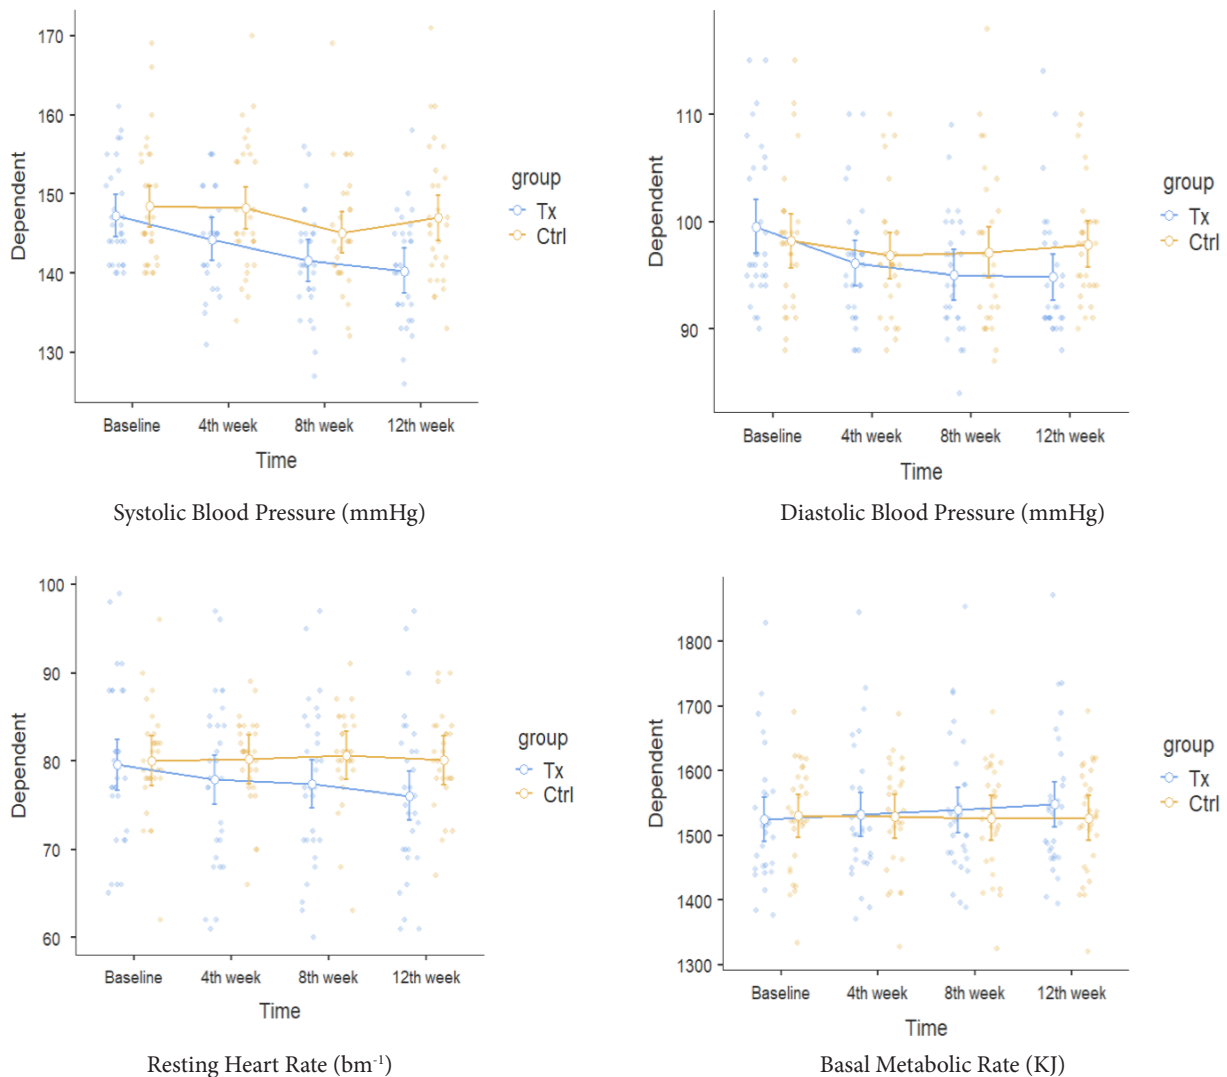 170
160
150
140
130
Dependent
Baseline 4th week 8th week 12th week
Time
group
Tx
Ctrl
Systolic Blood Pressure (mmHg)
110
100
90
Dependent
Baseline 4th week 8th week 12th week
Time
group
Tx
Ctrl
Diastolic Blood Pressure (mmHg)
100
90
80
70
60
Dependent
Baseline 4th week 8th week 12th week
Time
group
Tx
Ctrl
Resting Heart Rate (bm⁻¹)
1800
1700
1600
1500
1400
1300
Dependent
Baseline 4th week 8th week 12th week
Time
group
Tx
Ctrl
Basal Metabolic Rate (KJ)